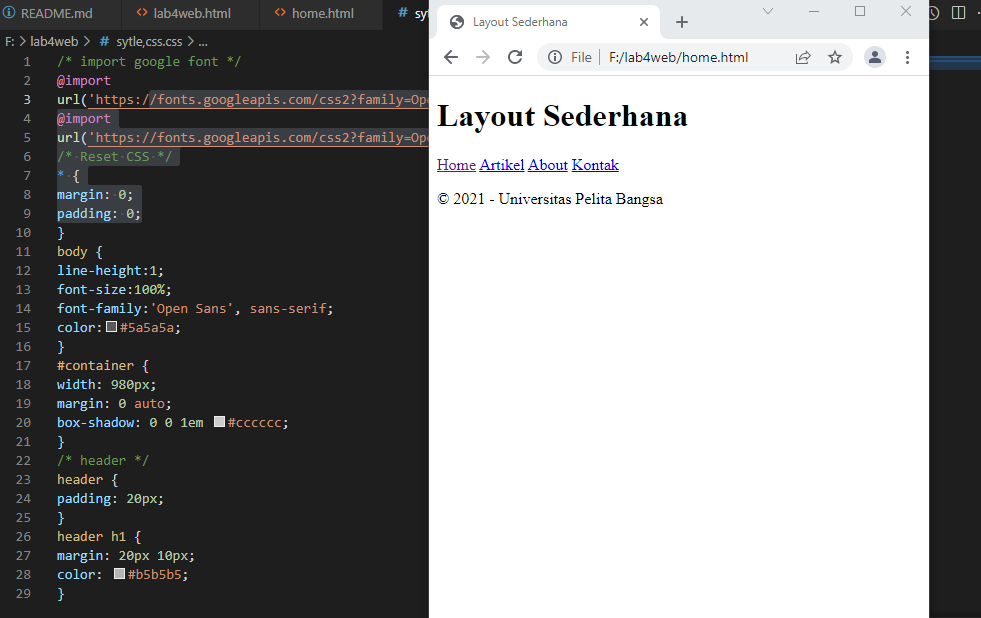 README.md lab4web.html home.html # sy
F: > lab4web > # sytle,css.css > ...
1 /* import google font */
2 @import
3 url('https://fonts.googleapis.com/css2?family=Op
4 @import
5 url('https://fonts.googleapis.com/css2?family=Op
6 /* Reset CSS */
7 * {
8 margin: 0;
9 padding: 0;
10 }
11 body {
12 line-height:1;
13 font-size:100%;
14 font-family:'Open Sans', sans-serif;
15 color:#5a5a5a;
16 }
17 #container {
18 width: 980px;
19 margin: 0 auto;
20 box-shadow: 0 0 1em #cccccc;
21 }
22 /* header */
23 header {
24 padding: 20px;
25 }
26 header h1 {
27 margin: 20px 10px;
28 color: #b5b5b5;
29 }
Layout Sederhana
File | F:/lab4web/home.html
Layout Sederhana
Home Artikel About Kontak
© 2021 - Universitas Pelita Bangsa